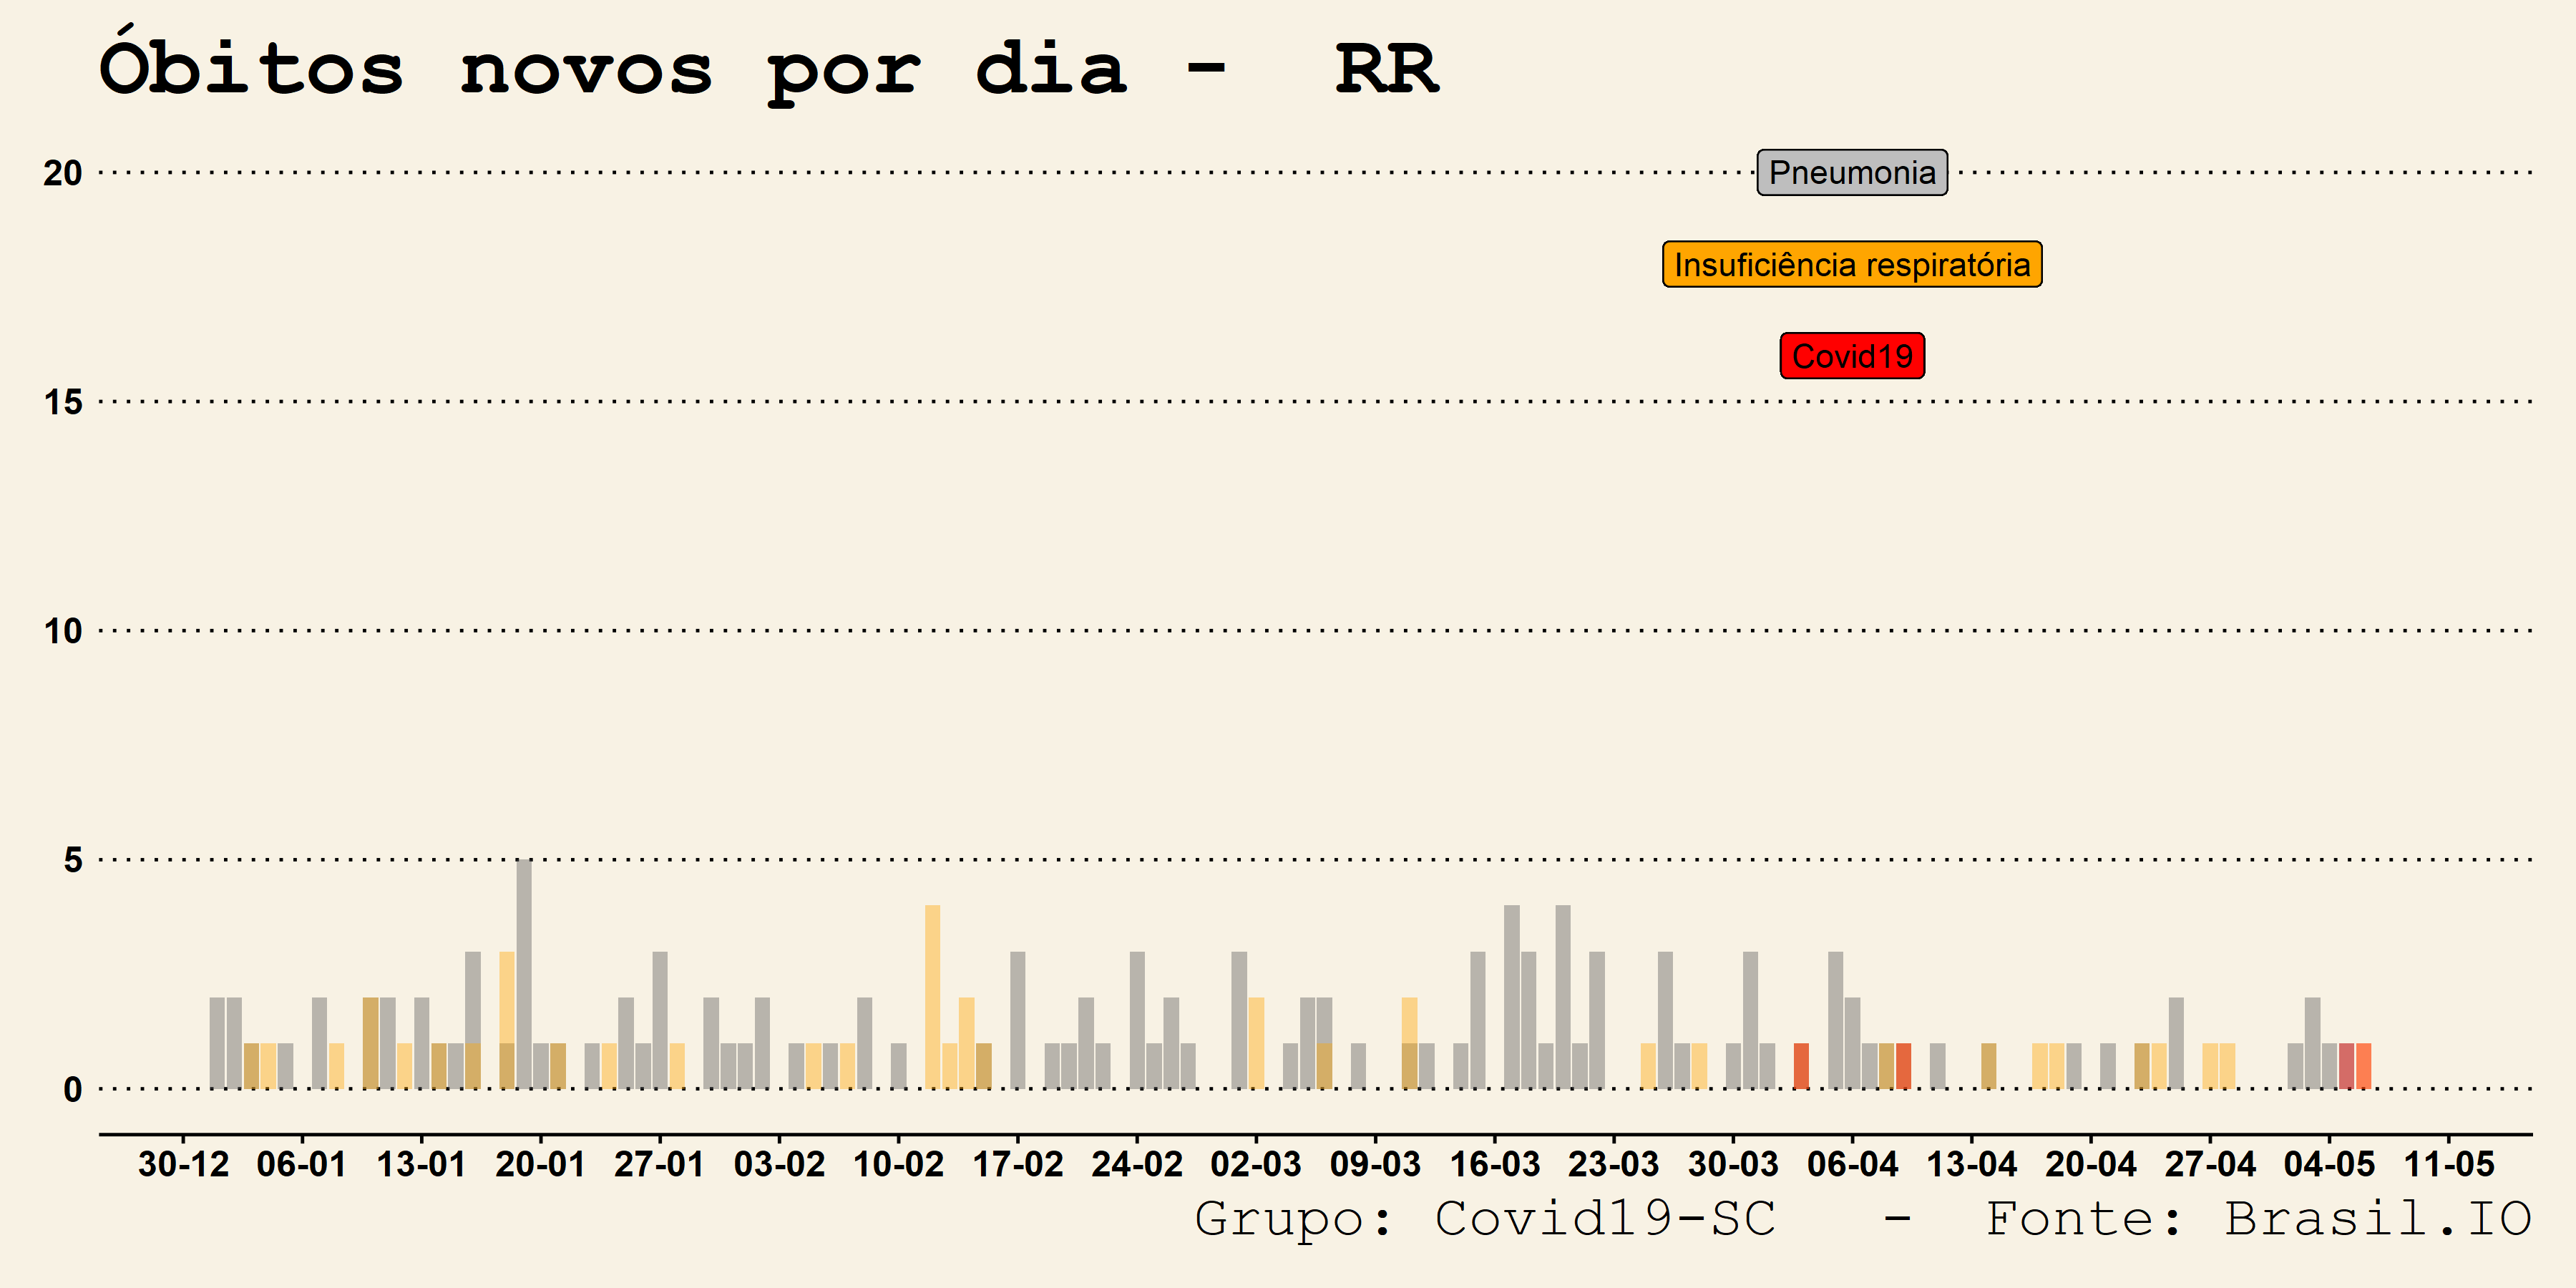 Óbitos novos por dia -  RR
20
Pneumonia
Insuficiência respiratória
Covid19
15
10
5
0
30-12 06-01 13-01 20-01 27-01 03-02 10-02 17-02 24-02 02-03 09-03 16-03 23-03 30-03 06-04 13-04 20-04 27-04 04-05 11-05
Grupo: Covid19-SC  -  Fonte: Brasil.IO